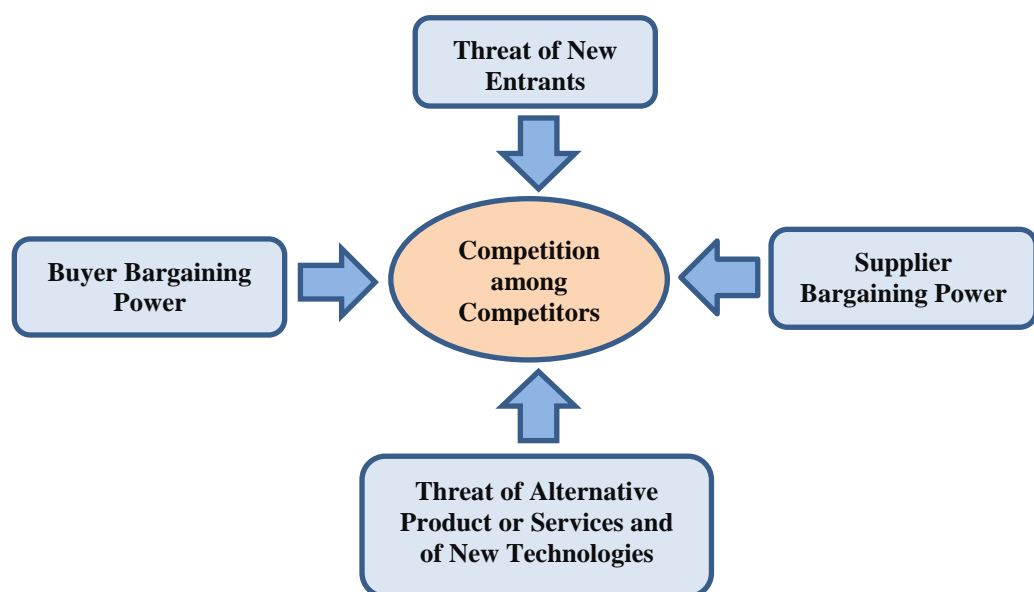 Threat of New
Entrants
Competition
among
Competitors
Buyer Bargaining
Power
Supplier
Bargaining Power
Threat of Alternative
Product or Services and
of New Technologies